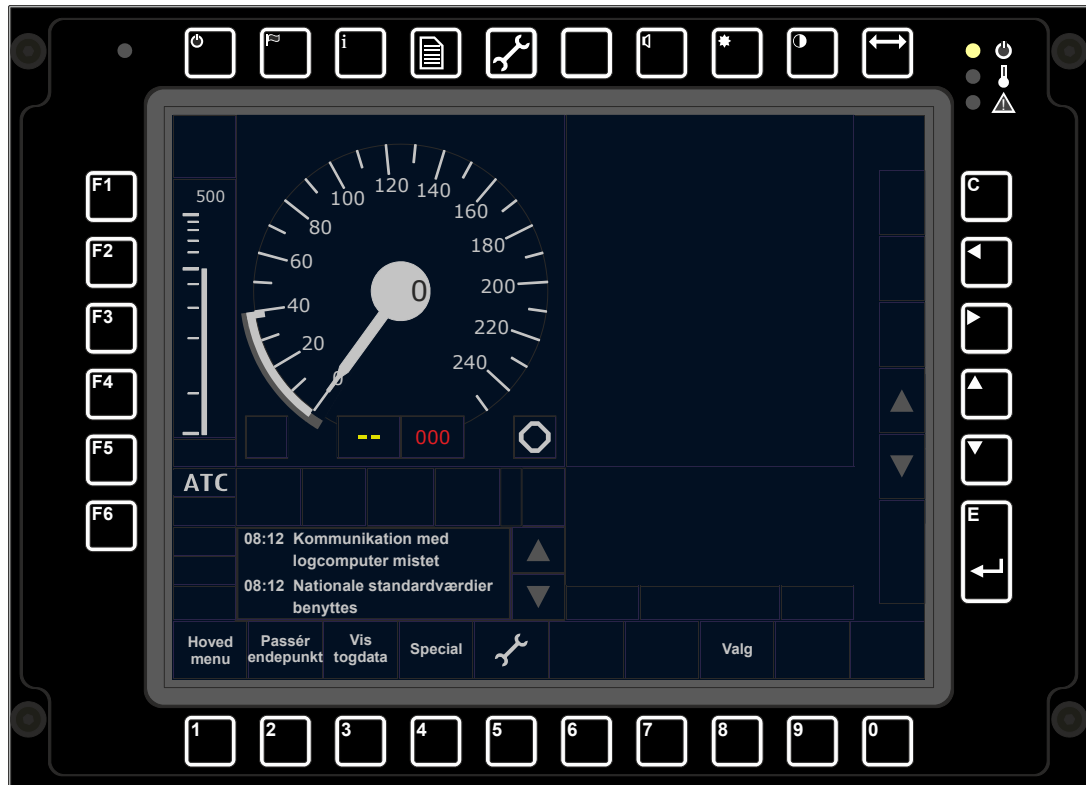 i
F1
F2
F3
F4
F5
F6
C
E
500
0
20
40
60
80
100
120
140
160
180
200
220
240
0
--
000
ATC
08:12 Kommunikation med
logcomputer mistet
08:12 Nationale standardværdier
benyttes
Hoved
menu
Passér
endepunkt
Vis
togdata
Special
Valg
1
2
3
4
5
6
7
8
9
0